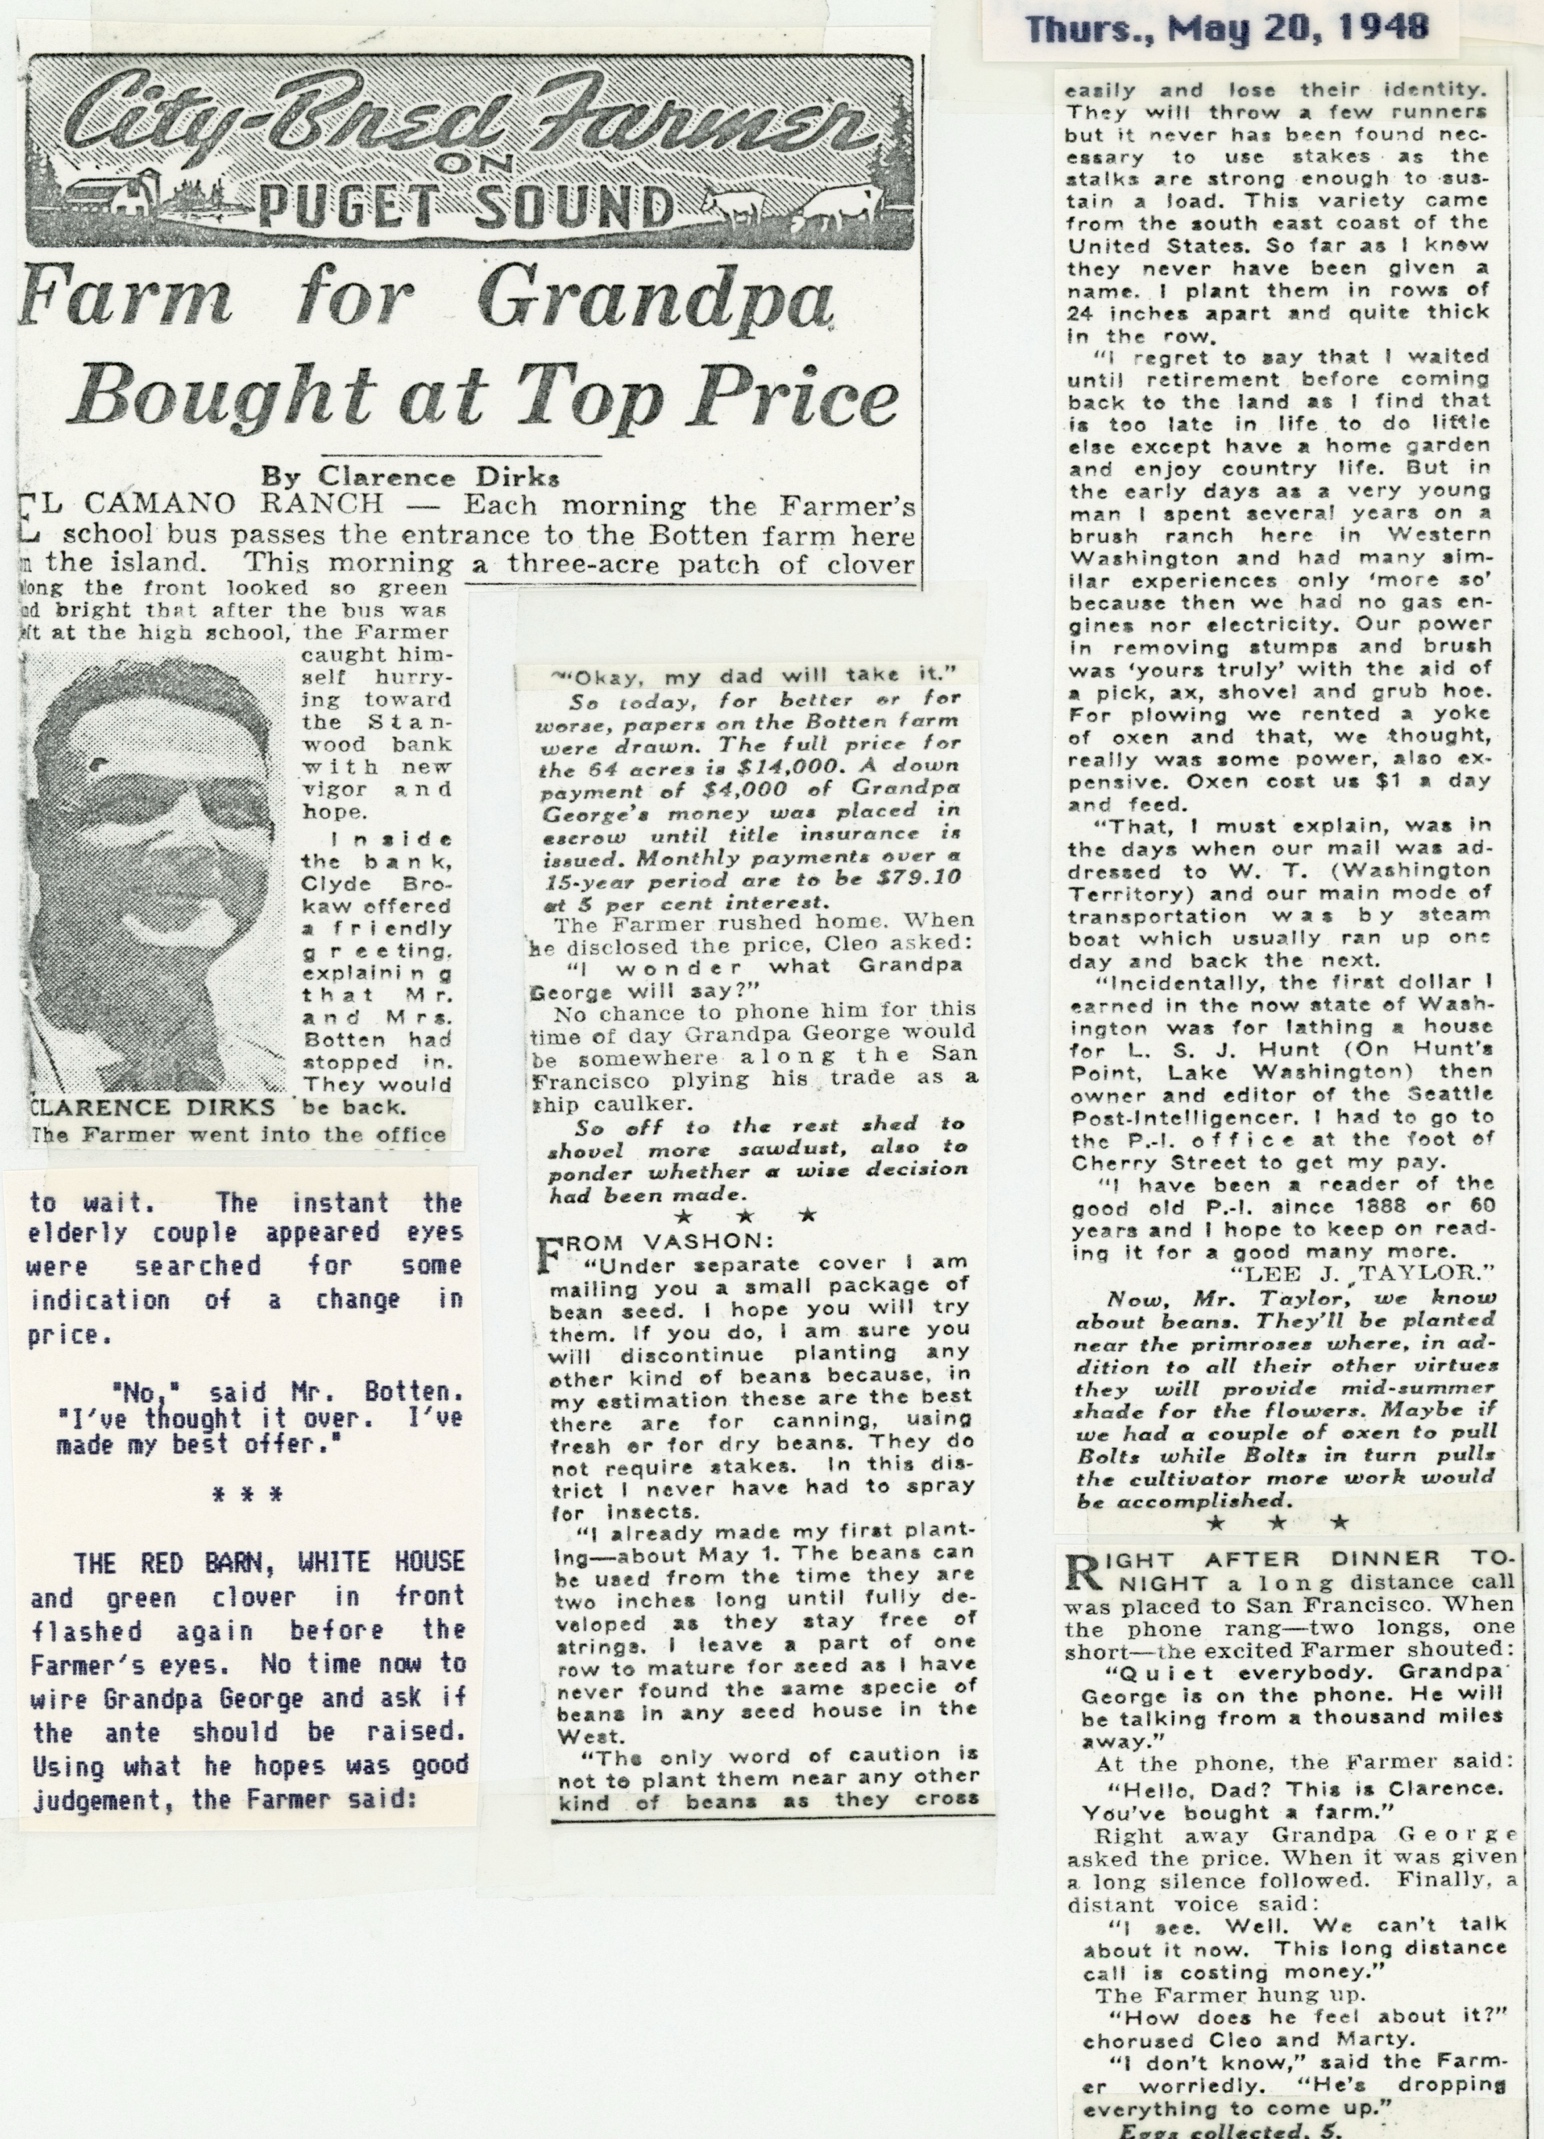 Thurs., May 20, 1948
City-Bred Farmer
ON
PUGET SOUND
Farm for Grandpa
Bought at Top Price
By Clarence Dirks
EL CAMANO RANCH — Each morning the Farmer's
school bus passes the entrance to the Botten farm here
the island. This morning a three-acre patch of clover
along the front looked so green
and bright that after the bus was
left at the high school, the Farmer
caught him-
self hurry-
ing toward
the Stan-
wood bank
with new
vigor and
hope.
Inside
the bank,
Clyde Bro-
kaw offered
a friendly
greeting,
explaining
that Mr.
and Mrs.
Botten had
stopped in.
They would
CLARENCE DIRKS be back.
The Farmer went into the office
to wait. The instant the
elderly couple appeared eyes
were searched for some
indication of a change in
price.
"No," said Mr. Botten.
"I've thought it over. I've
made my best offer."
* * *
THE RED BARN, WHITE HOUSE
and green clover in front
flashed again before the
Farmer's eyes. No time now to
wire Grandpa George and ask if
the ante should be raised.
Using what he hopes was good
judgement, the Farmer said:
"Okay, my dad will take it."
So today, for better or for
worse, papers on the Botten farm
were drawn. The full price for
the 64 acres is $14,000. A down
payment of $4,000 of Grandpa
George's money was placed in
escrow until title insurance is
issued. Monthly payments over a
15-year period are to be $79.10
at 5 per cent interest.
The Farmer rushed home. When
he disclosed the price, Cleo asked:
"I wonder what Grandpa
George will say?"
No chance to phone him for this
time of day Grandpa George would
be somewhere along the San
Francisco plying his trade as a
ship caulker.
So off to the rest shed to
shovel more sawdust, also to
ponder whether a wise decision
had been made.
★ ★ ★
FROM VASHON:
"Under separate cover I am
mailing you a small package of
bean seed. I hope you will try
them. If you do, I am sure you
will discontinue planting any
other kind of beans because, in
my estimation these are the best
there are for canning, using
fresh or for dry beans. They do
not require stakes. In this dis-
trict I never have had to spray
for insects.
"I already made my first plant-
ing—about May 1. The beans can
be used from the time they are
two inches long until fully de-
veloped as they stay free of
strings. I leave a part of one
row to mature for seed as I have
never found the same specie of
beans in any seed house in the
West.
"The only word of caution is
not to plant them near any other
kind of beans as they cross
easily and lose their identity.
They will throw a few runners
but it never has been found nec-
essary to use stakes as the
stalks are strong enough to sus-
tain a load. This variety came
from the south east coast of the
United States. So far as I know
they never have been given a
name. I plant them in rows of
24 inches apart and quite thick
in the row.
"I regret to say that I waited
until retirement before coming
back to the land as I find that
is too late in life to do little
else except have a home garden
and enjoy country life. But in
the early days as a very young
man I spent several years on a
brush ranch here in Western
Washington and had many sim-
ilar experiences only 'more so'
because then we had no gas en-
gines nor electricity. Our power
in removing stumps and brush
was 'yours truly' with the aid of
a pick, ax, shovel and grub hoe.
For plowing we rented a yoke
of oxen and that, we thought,
really was some power, also ex-
pensive. Oxen cost us $1 a day
and feed.
"That, I must explain, was in
the days when our mail was ad-
dressed to W. T. (Washington
Territory) and our main mode of
transportation was by steam
boat which usually ran up one
day and back the next.
"Incidentally, the first dollar I
earned in the now state of Wash-
ington was for lathing a house
for L. S. J. Hunt (On Hunt's
Point, Lake Washington) then
owner and editor of the Seattle
Post-Intelligencer. I had to go to
the P.-I. office at the foot of
Cherry Street to get my pay.
"I have been a reader of the
good old P.-I. since 1888 or 60
years and I hope to keep on read-
ing it for a good many more.
"LEE J. TAYLOR."
Now, Mr. Taylor, we know
about beans. They'll be planted
near the primroses where, in ad-
dition to all their other virtues
they will provide mid-summer
shade for the flowers. Maybe if
we had a couple of oxen to pull
Bolts while Bolts in turn pulls
the cultivator more work would
be accomplished.
★ ★ ★
RIGHT AFTER DINNER TO-
NIGHT a long distance call
was placed to San Francisco. When
the phone rang—two longs, one
short—the excited Farmer shouted:
"Quiet everybody. Grandpa
George is on the phone. He will
be talking from a thousand miles
away."
At the phone, the Farmer said:
"Hello, Dad? This is Clarence.
You've bought a farm."
Right away Grandpa George
asked the price. When it was given
a long silence followed. Finally, a
distant voice said:
"I see. Well. We can't talk
about it now. This long distance
call is costing money."
The Farmer hung up.
"How does he feel about it?"
chorused Cleo and Marty.
"I don't know," said the Farm-
er worriedly. "He's dropping
everything to come up."
Eggs collected, 5.